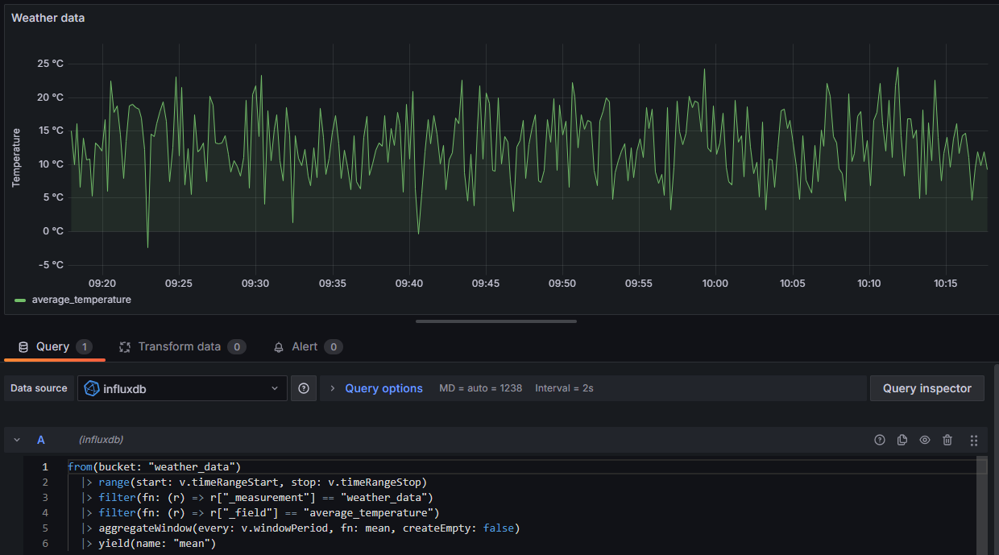 Weather data
25 °C
20 °C
15 °C
10 °C
5 °C
0 °C
-5 °C
Temperature
09:20 09:25 09:30 09:35 09:40 09:45 09:50 09:55 10:00 10:05 10:10 10:15
average_temperature
Query 1 Transform data 0 Alert 0
Data source influxdb ? > Query options MD = auto = 1238 Interval = 2s Query inspector
A (influxdb)
1 from(bucket: "weather_data")
2 |> range(start: v.timeRangeStart, stop: v.timeRangeStop)
3 |> filter(fn: (r) => r["_measurement"] == "weather_data")
4 |> filter(fn: (r) => r["_field"] == "average_temperature")
5 |> aggregateWindow(every: v.windowPeriod, fn: mean, createEmpty: false)
6 |> yield(name: "mean")